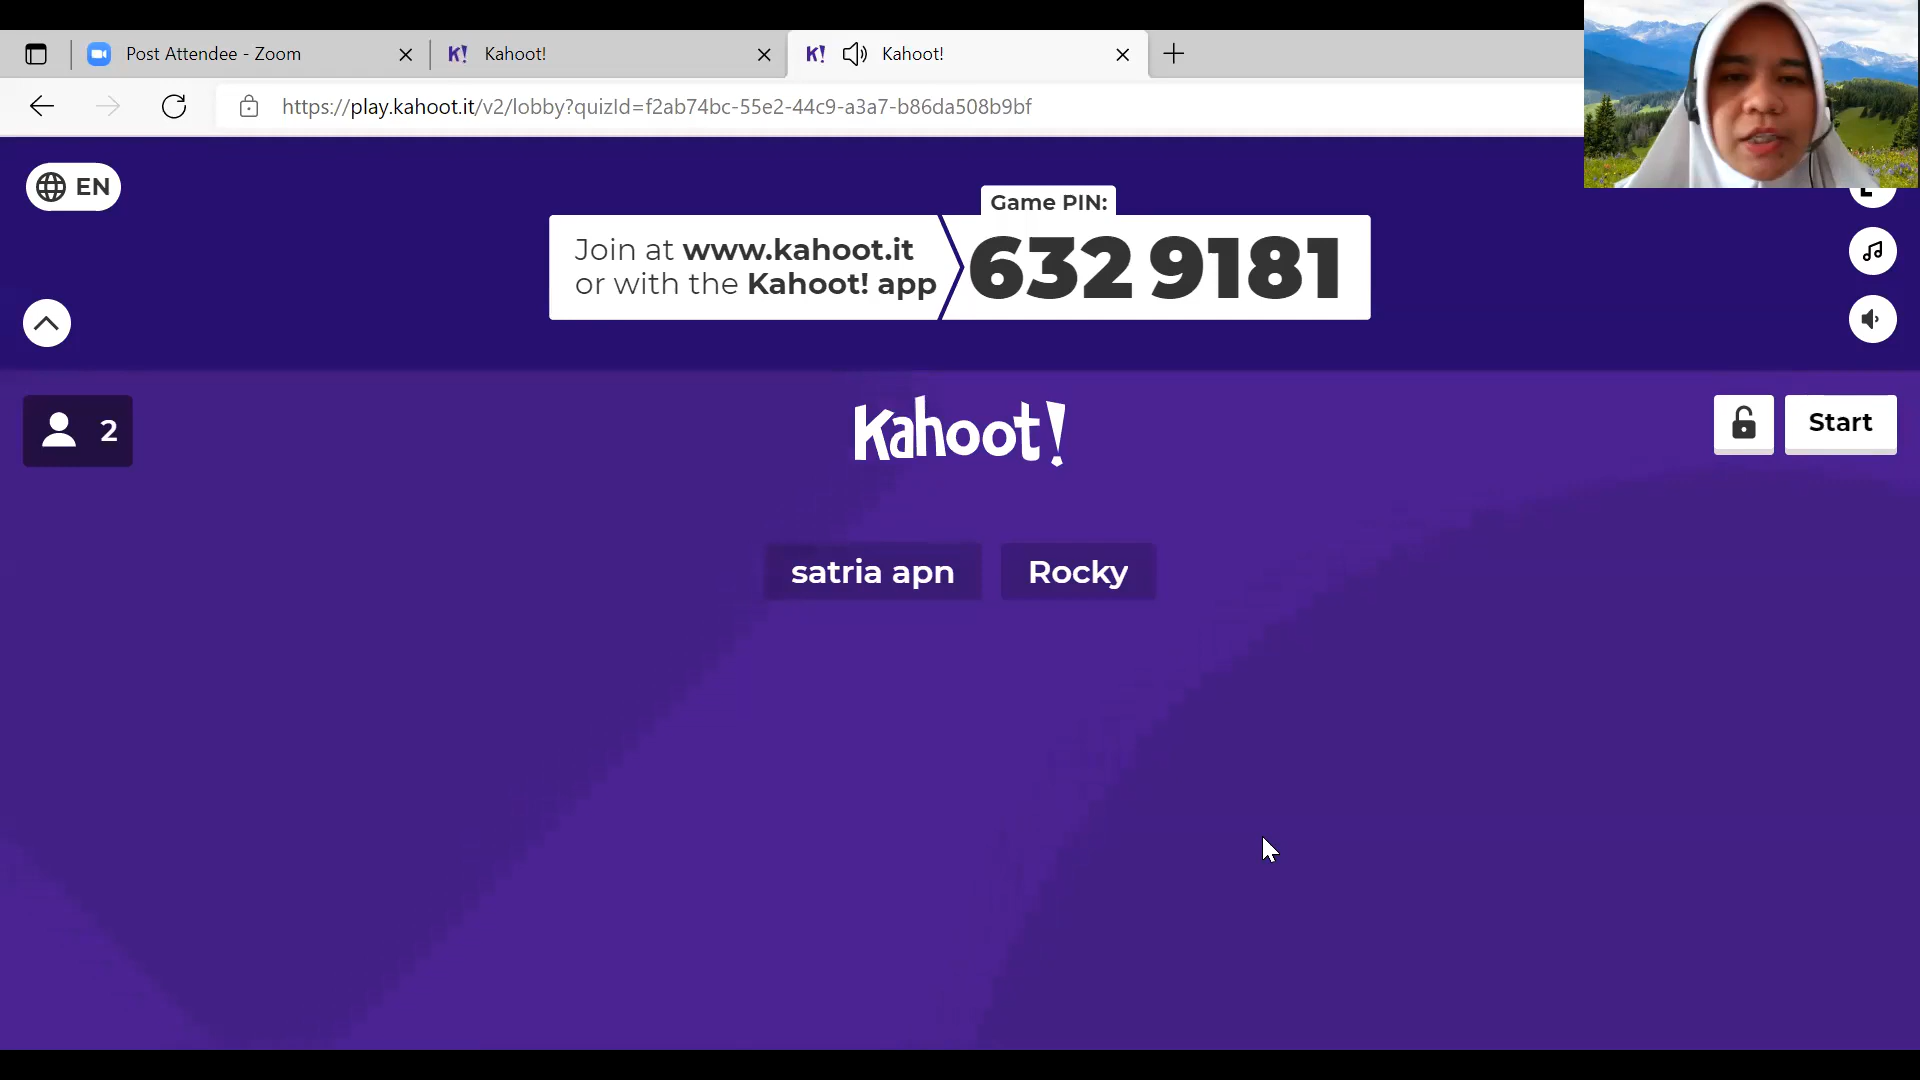 Post Attendee - Zoom
Kahoot!
Kahoot!
https://play.kahoot.it/v2/lobby?quizId=f2ab74bc-55e2-44c9-a3a7-b86da508b9bf
EN
Game PIN:
Join at www.kahoot.it
or with the Kahoot! app
632 9181
2
Kahoot!
Start
satria apn
Rocky